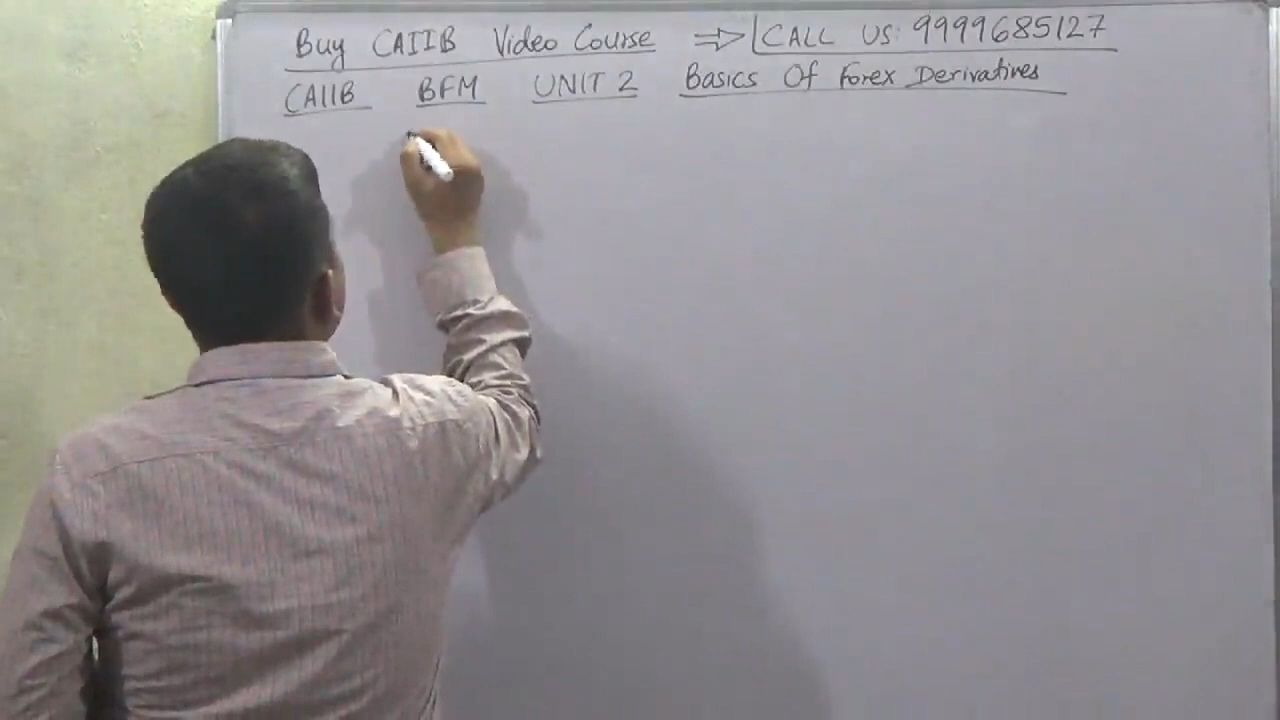 Buy CAIIB Video Course ⇒ CALL US: 9999685127
CAIIB BFM UNIT 2 Basics Of Forex Derivatives